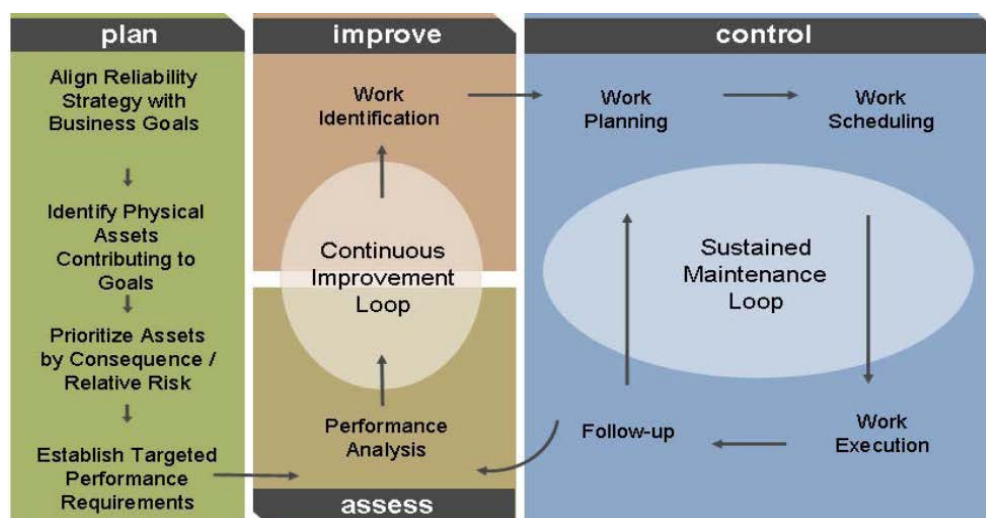 plan
Align Reliability
Strategy with
Business Goals
Identify Physical
Assets
Contributing to
Goals
Prioritize Assets
by Consequence /
Relative Risk
Establish Targeted
Performance
Requirements
improve
Work
Identification
Continuous
Improvement
Loop
Performance
Analysis
assess
control
Work
Planning
Work
Scheduling
Sustained
Maintenance
Loop
Follow-up
Work
Execution